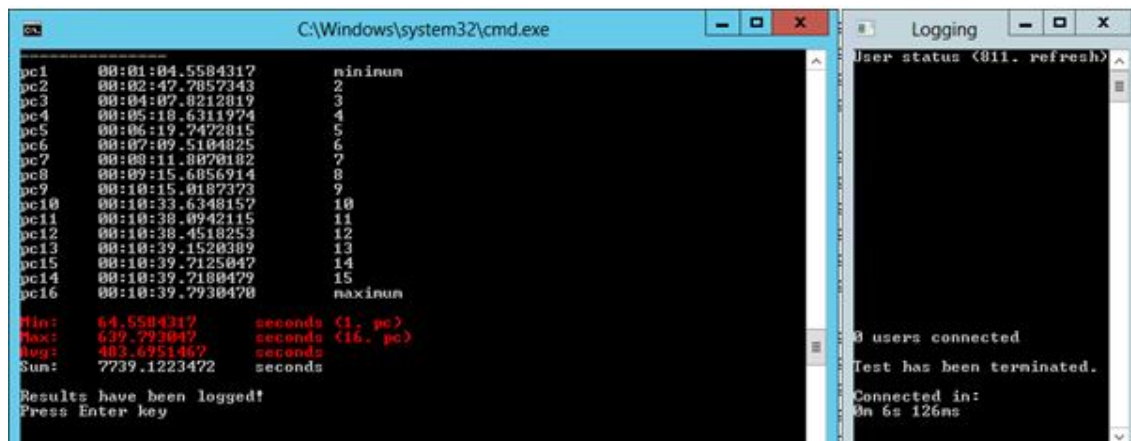 C:\Windows\system32\cmd.exe
pc1 00:01:04.5584317 minimum
pc2 00:02:47.7857343 2
pc3 00:04:07.8212819 3
pc4 00:05:18.6311974 4
pc5 00:06:19.7472815 5
pc6 00:07:09.5104825 6
pc7 00:08:11.8070182 7
pc8 00:09:15.6856914 8
pc9 00:10:15.0187373 9
pc10 00:10:33.6348157 10
pc11 00:10:38.0942115 11
pc12 00:10:38.4518253 12
pc13 00:10:39.1520389 13
pc15 00:10:39.7125047 14
pc14 00:10:39.7180479 15
pc16 00:10:39.7930470 maximum
Min: 64.5584317 seconds (1. pc)
Max: 639.793047 seconds (16. pc)
Avg: 483.6951467 seconds
Sum: 7739.1223472 seconds
Results have been logged!
Press Enter key
Logging
User status (811. refresh)
0 users connected
Test has been terminated.
Connected in:
0m 6s 126ms